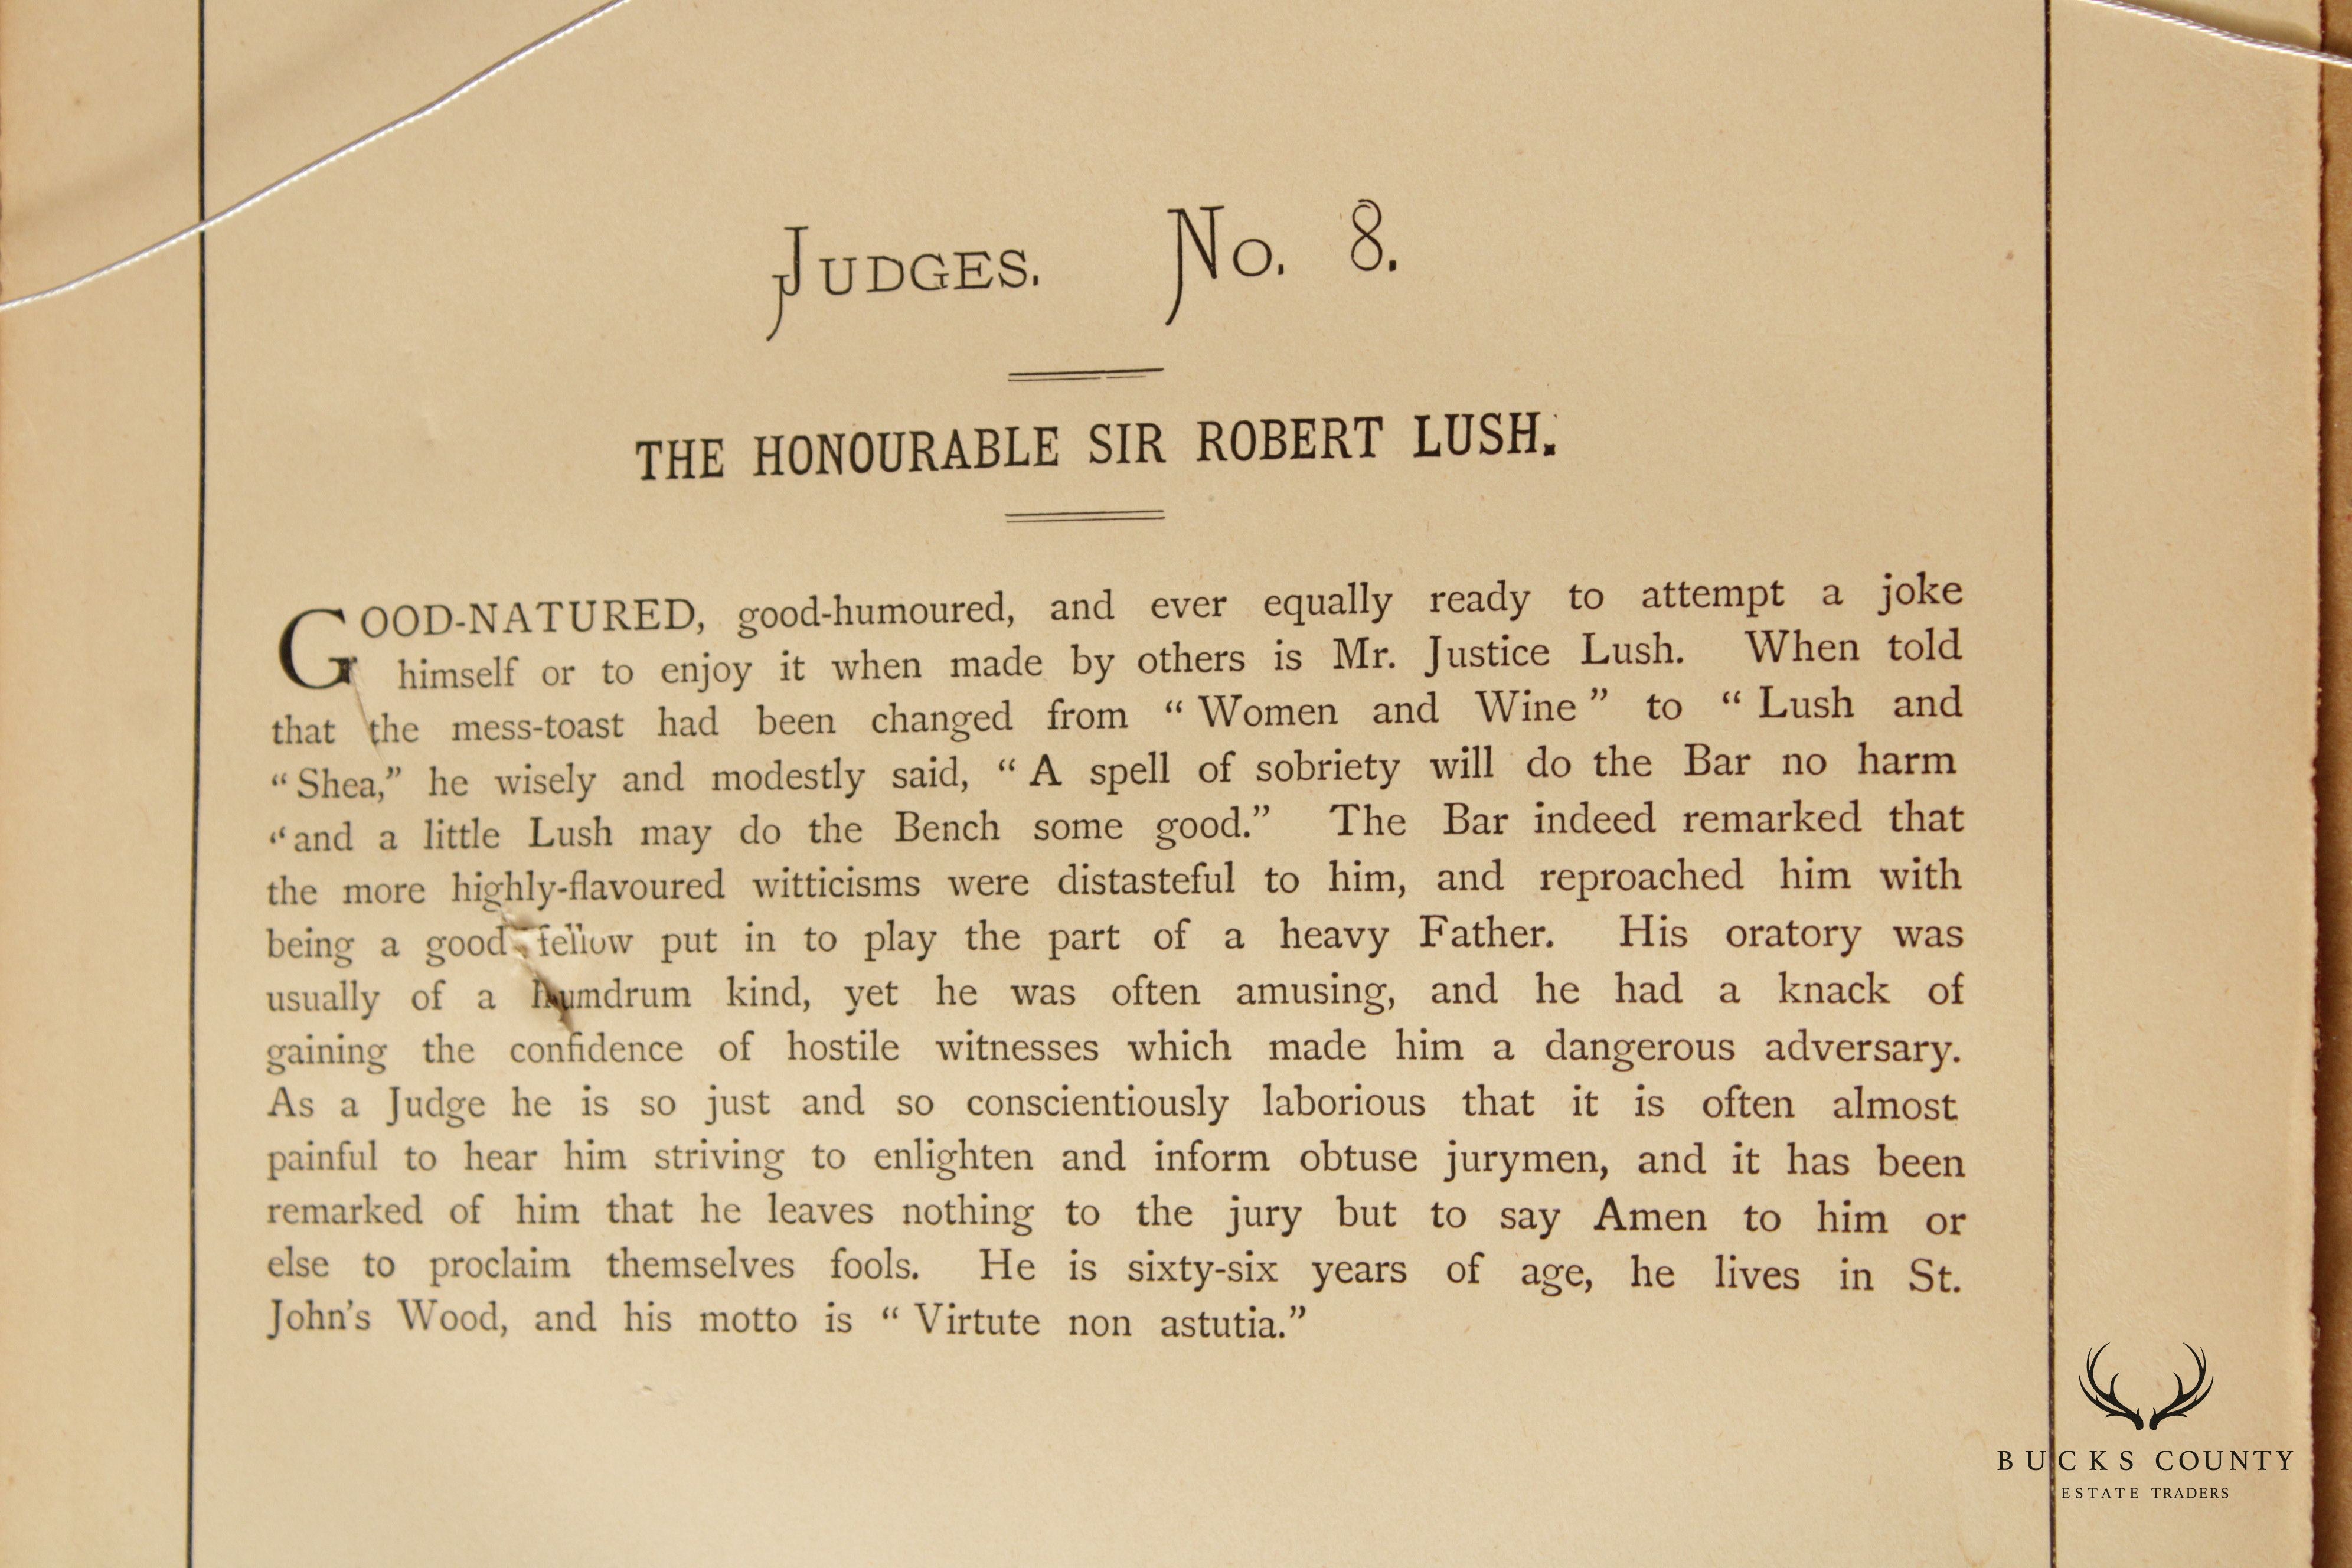 JUDGES. No. 8.
THE HONOURABLE SIR ROBERT LUSH.
GOOD-NATURED, good-humoured, and ever equally ready to attempt a joke
himself or to enjoy it when made by others is Mr. Justice Lush. When told
that the mess-toast had been changed from “Women and Wine” to “Lush and
“Shea,” he wisely and modestly said, “A spell of sobriety will do the Bar no harm
“and a little Lush may do the Bench some good.” The Bar indeed remarked that
the more highly-flavoured witticisms were distasteful to him, and reproached him with
being a good fellow put in to play the part of a heavy Father. His oratory was
usually of a humdrum kind, yet he was often amusing, and he had a knack of
gaining the confidence of hostile witnesses which made him a dangerous adversary.
As a Judge he is so just and so conscientiously laborious that it is often almost
painful to hear him striving to enlighten and inform obtuse jurymen, and it has been
remarked of him that he leaves nothing to the jury but to say Amen to him or
else to proclaim themselves fools. He is sixty-six years of age, he lives in St.
John’s Wood, and his motto is “Virtute non astutia.”
BUCKS COUNTY
ESTATE TRADERS